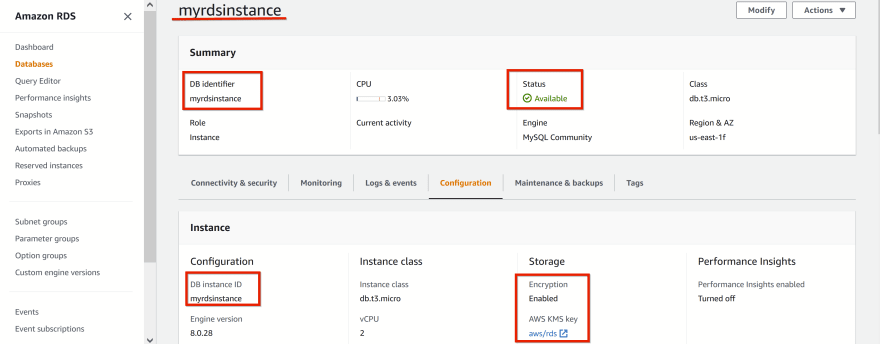 Amazon RDS
Dashboard
Databases
Query Editor
Performance insights
Snapshots
Exports in Amazon S3
Automated backups
Reserved instances
Proxies
Subnet groups
Parameter groups
Option groups
Custom engine versions
Events
Event subscriptions
myrdsinstance
Modify
Actions
Summary
DB identifier
myrdsinstance
CPU
3.03%
Status
Available
Class
db.t3.micro
Role
Instance
Current activity
Engine
MySQL Community
Region & AZ
us-east-1f
Connectivity & security
Monitoring
Logs & events
Configuration
Maintenance & backups
Tags
Instance
Configuration
DB instance ID
myrdsinstance
Engine version
8.0.28
Instance class
Instance class
db.t3.micro
vCPU
2
Storage
Encryption
Enabled
AWS KMS key
aws/rds
Performance Insights
Performance Insights enabled
Turned off